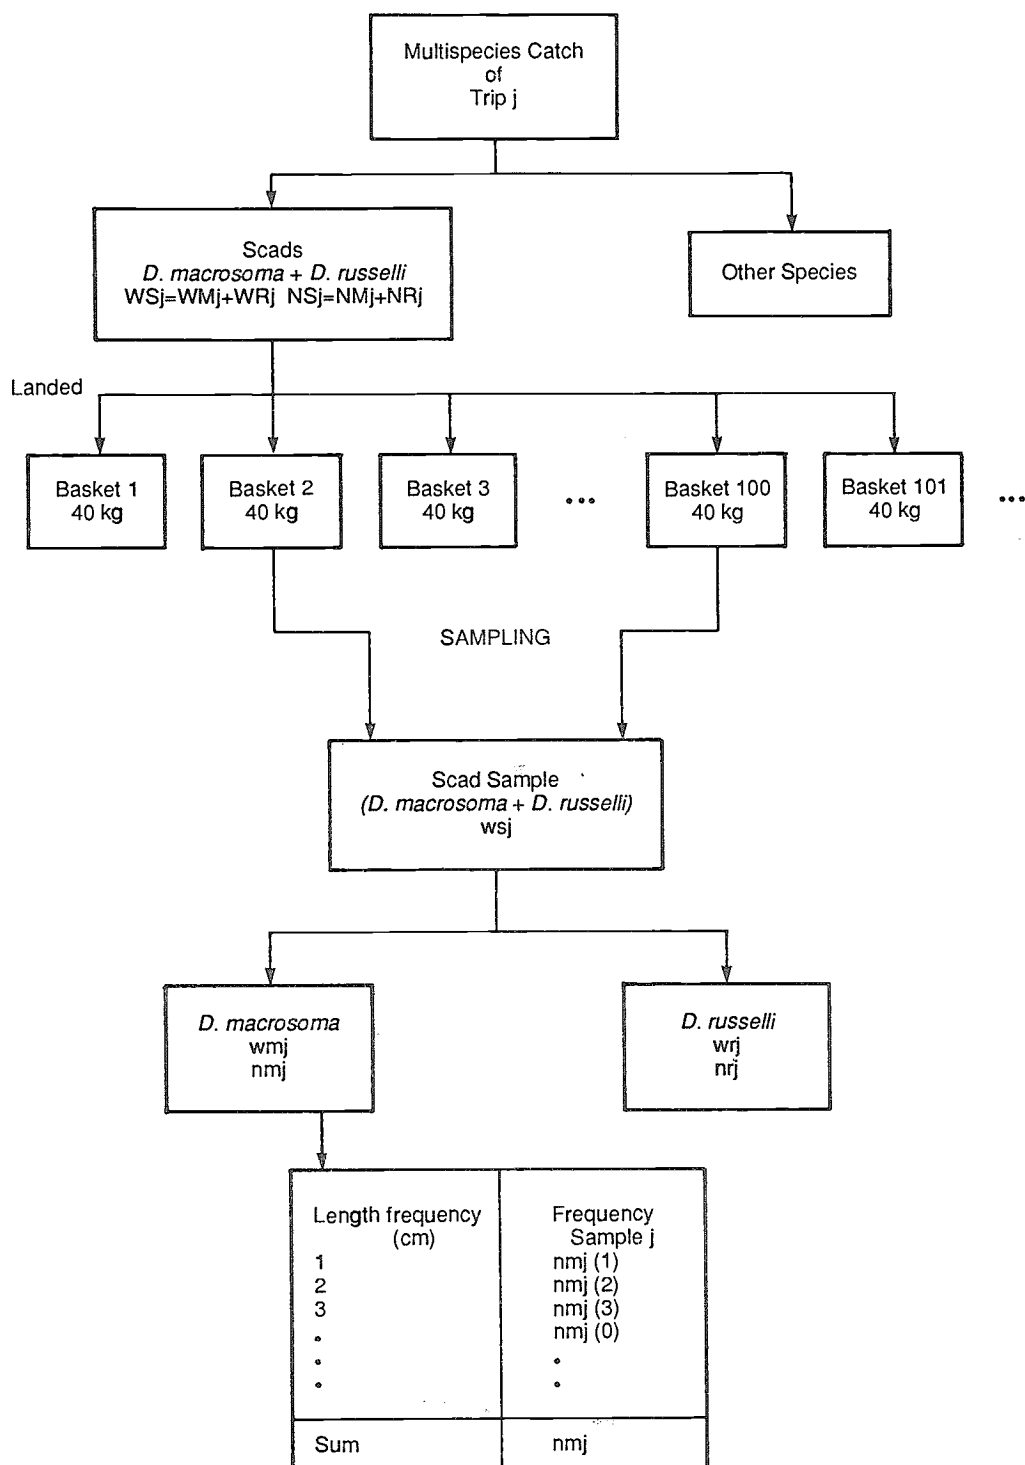 Multispecies Catch
of
Trip j
Scads
D. macrosoma + D. russelli
WSj=WMj+WRj NSj=NMj+NRj
Other Species
Landed
Basket 1
40 kg
Basket 2
40 kg
Basket 3
40 kg
•••
Basket 100
40 kg
Basket 101
40 kg
•••
SAMPLING
Scad Sample
(D. macrosoma + D. russelli)
wsj
D. macrosoma
wmj
nmj
D. russelli
wrj
nrj
Length frequency
(cm)
Frequency
Sample j
1 nmj (1)
2 nmj (2)
3 nmj (3)
• nmj (0)
• •
• •
Sum nmj